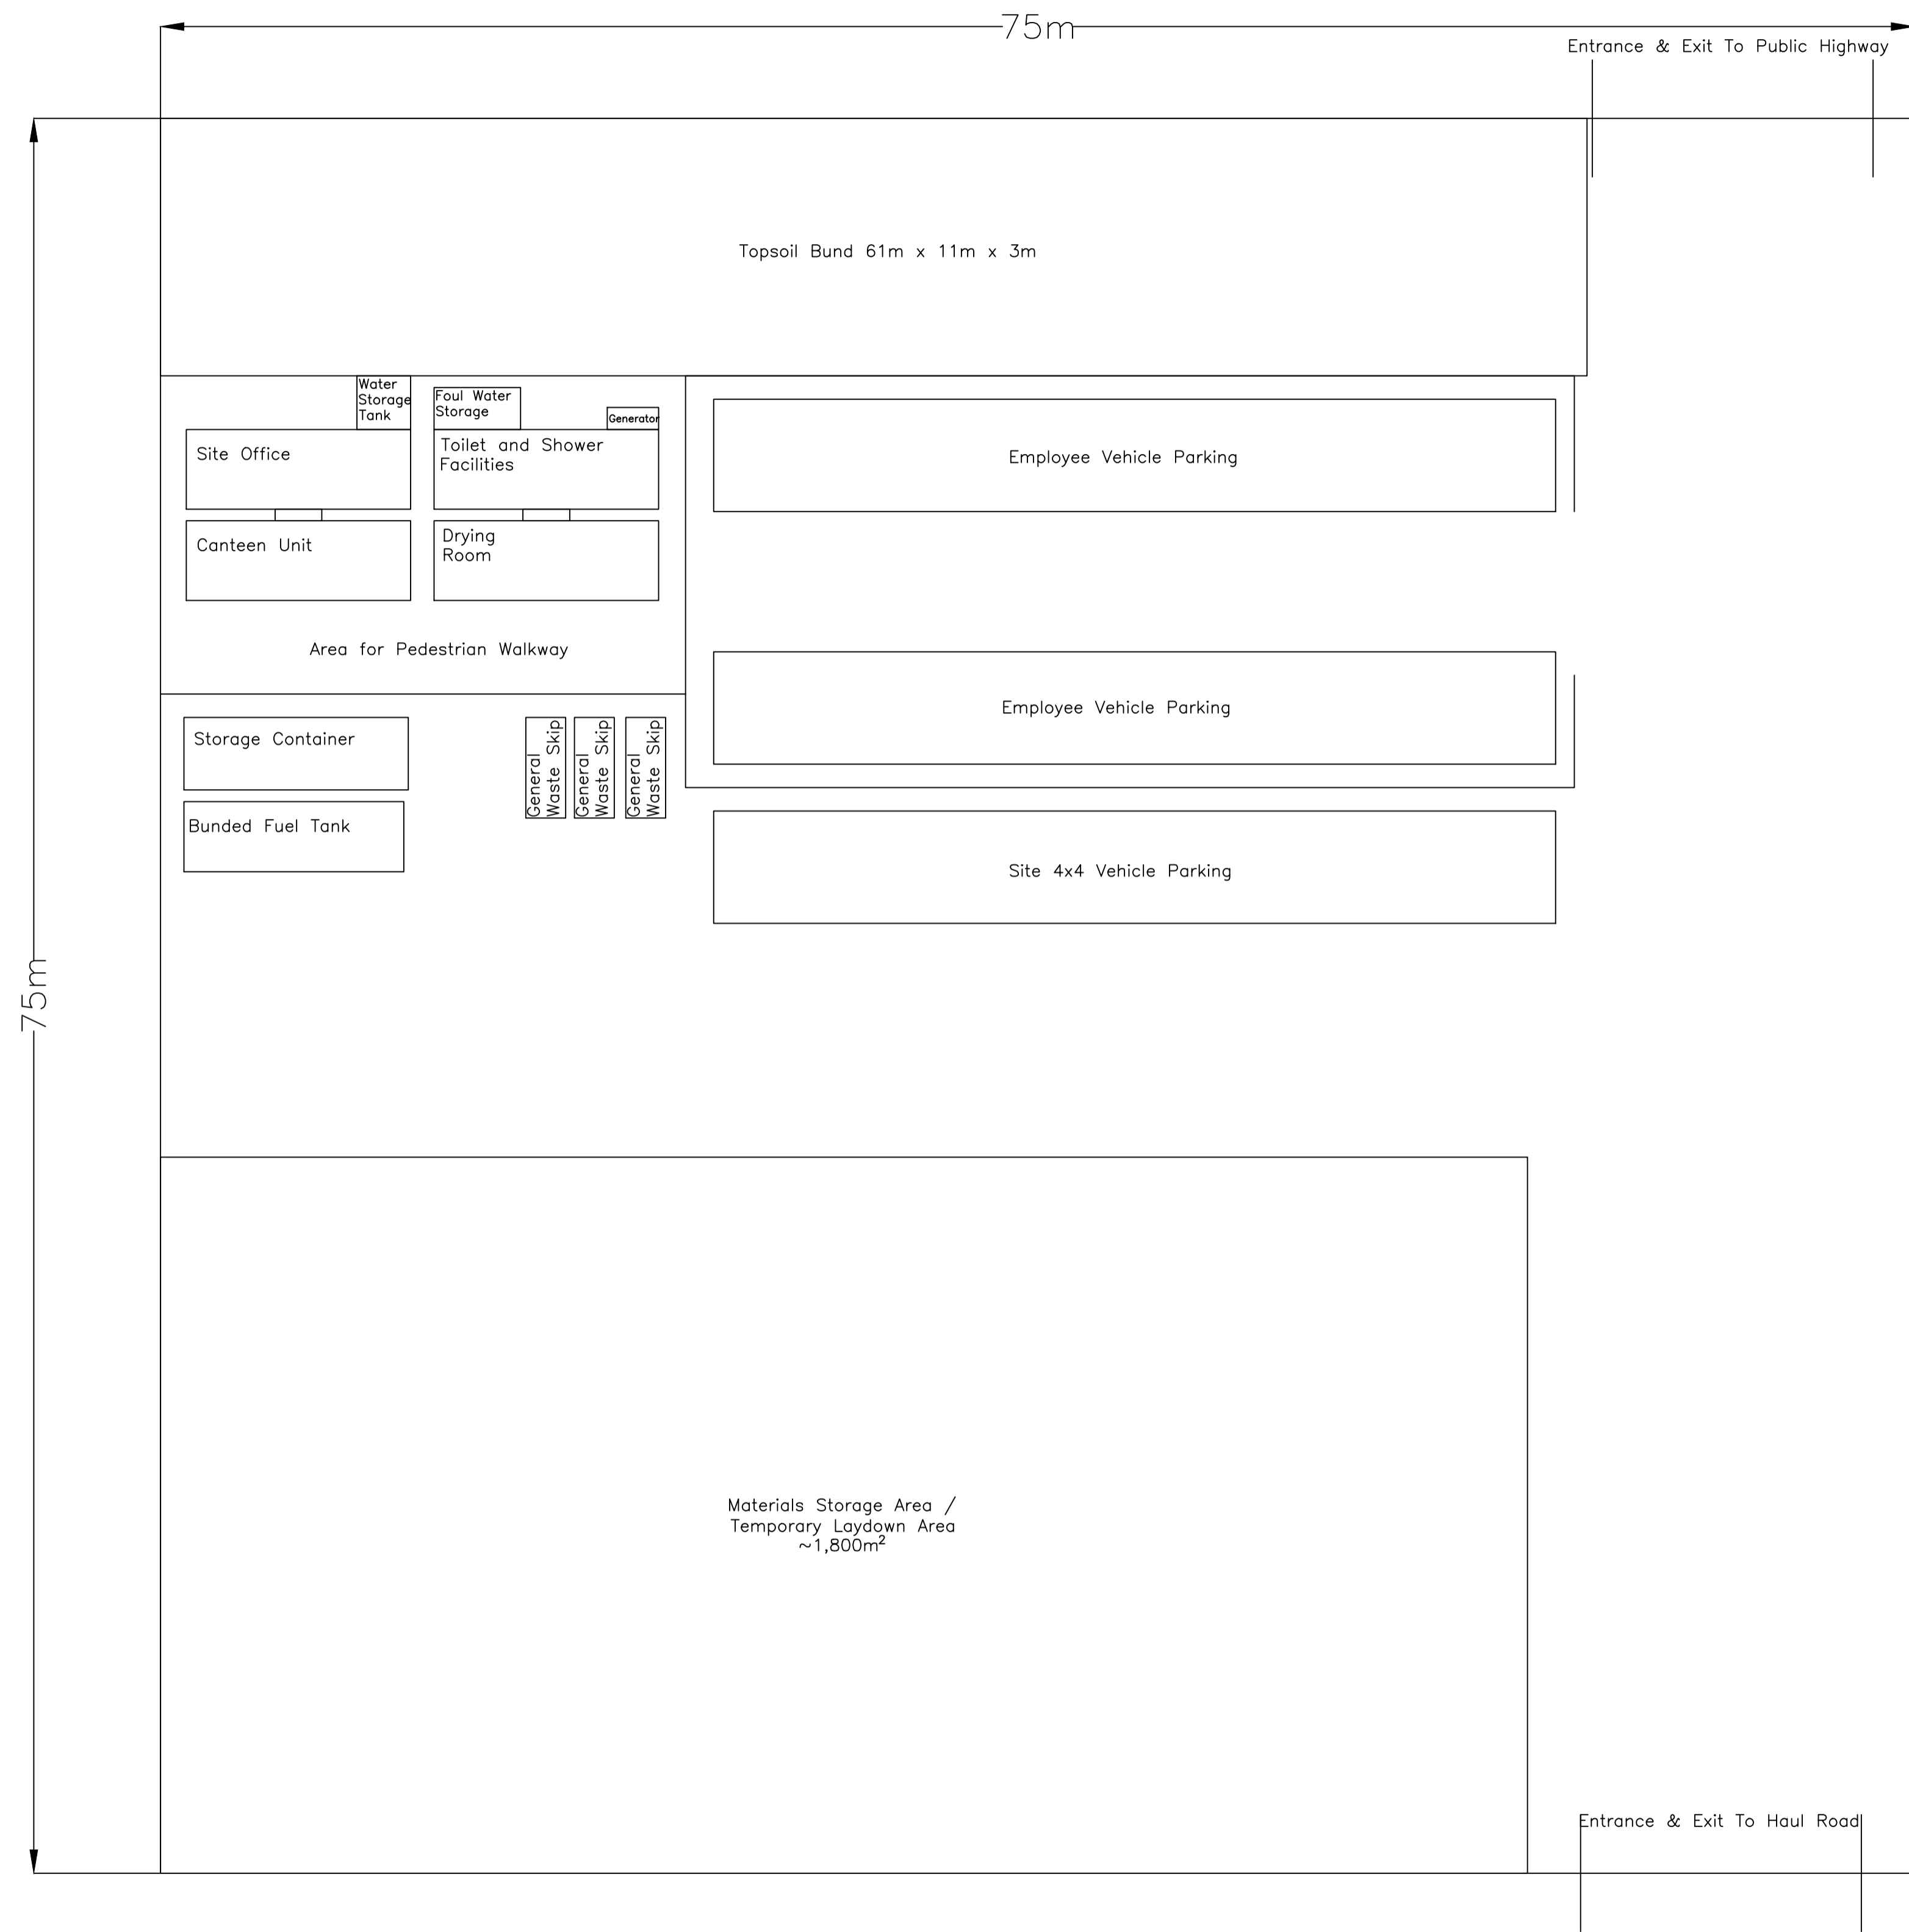 75m
Entrance & Exit To Public Highway
Topsoil Bund 61m x 11m x 3m
Water
Storage
Tank
Foul Water
Storage
Generator
Site Office
Toilet and Shower
Facilities
Employee Vehicle Parking
Canteen Unit
Drying
Room
Area for Pedestrian Walkway
Employee Vehicle Parking
Storage Container
General
Waste Skip
General
Waste Skip
General
Waste Skip
Bunded Fuel Tank
Site 4x4 Vehicle Parking
75m
Materials Storage Area /
Temporary Laydown Area
~1,800m²
Entrance & Exit To Haul Road